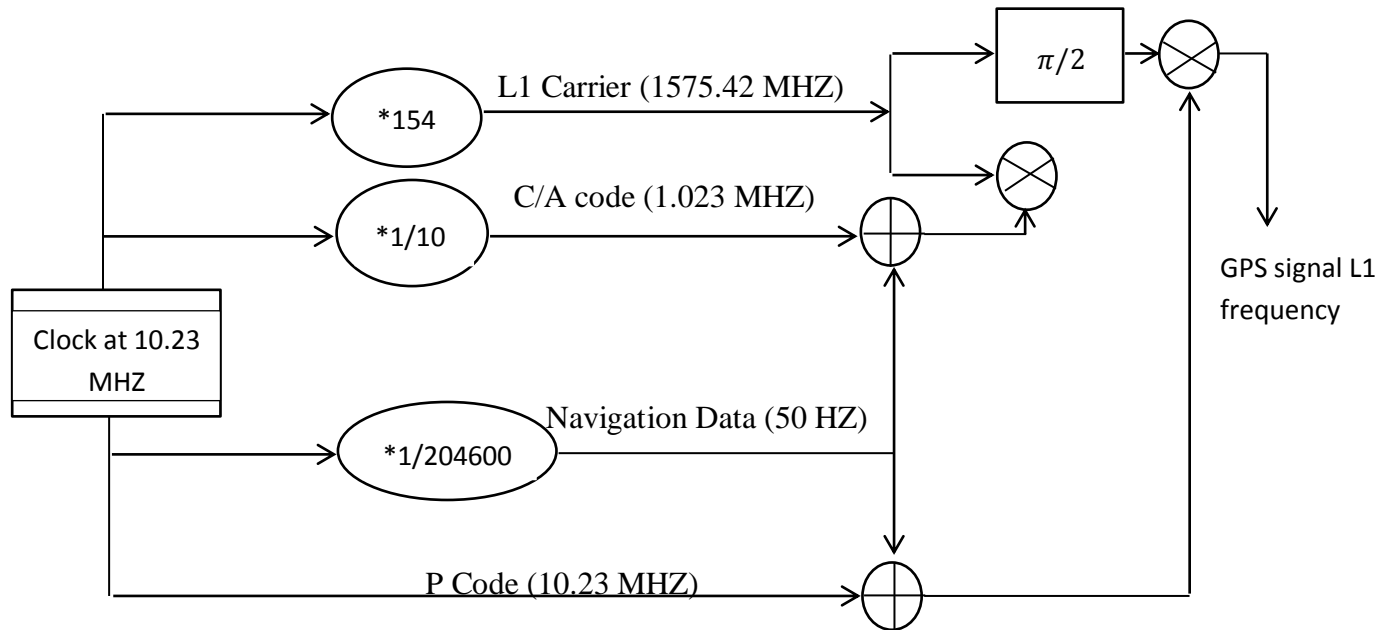 π/2
L1 Carrier (1575.42 MHZ)
*154
C/A code (1.023 MHZ)
*1/10
GPS signal L1
frequency
Clock at 10.23
MHZ
Navigation Data (50 HZ)
*1/204600
P Code (10.23 MHZ)